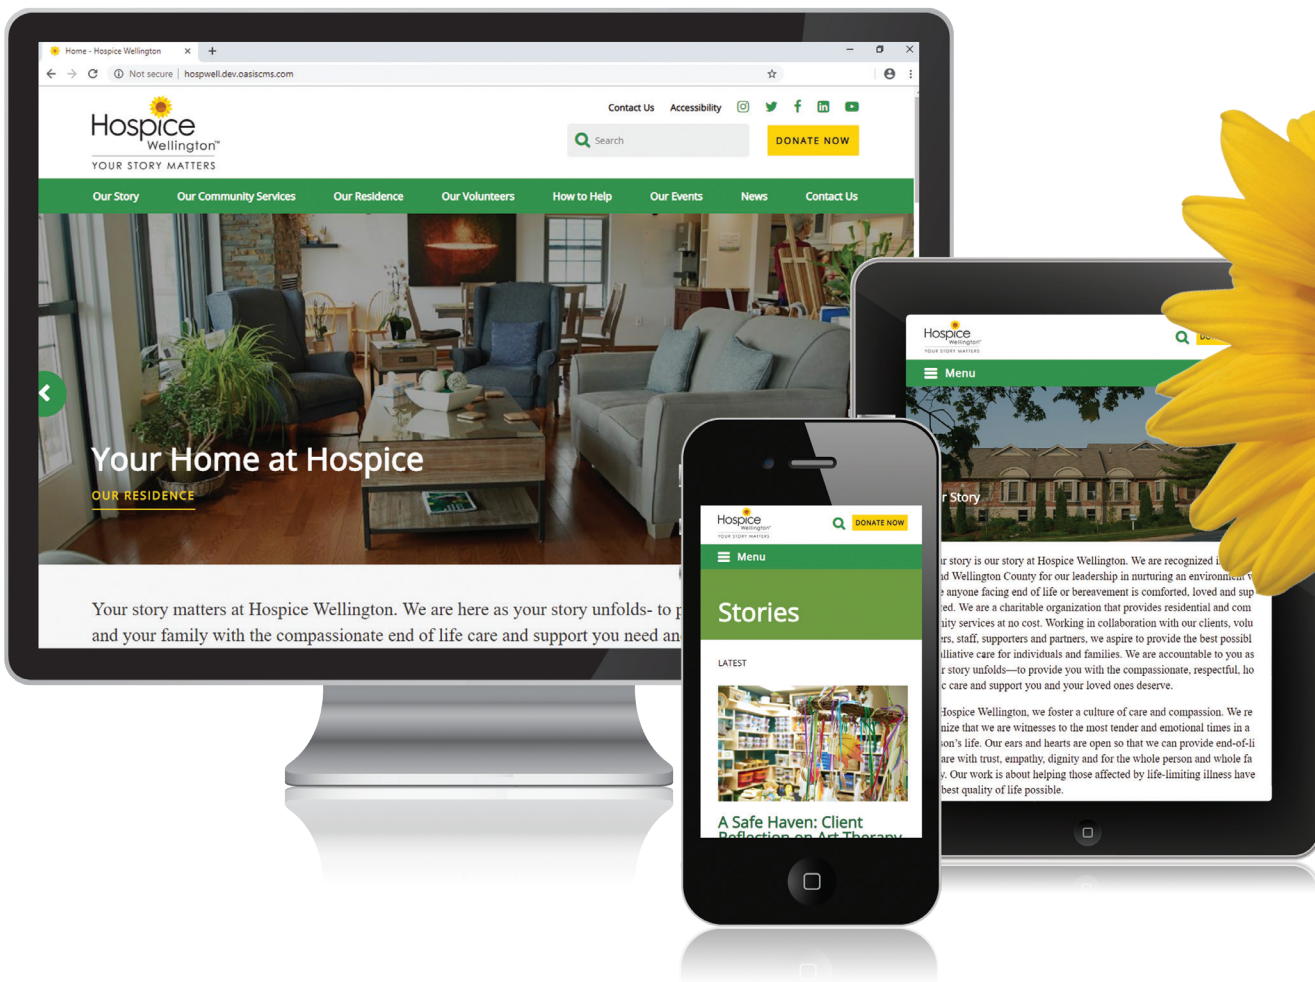 Home - Hospice Wellington
Not secure | hospwell.dev.oasiscms.com
Contact Us Accessibility
Hospice
Wellington™
YOUR STORY MATTERS
Search
DONATE NOW
Our Story Our Community Services Our Residence Our Volunteers How to Help Our Events News Contact Us
Your Home at Hospice
OUR RESIDENCE
Your story matters at Hospice Wellington. We are here as your story unfolds- to p
and your family with the compassionate end of life care and support you need an
Hospice
Wellington™
YOUR STORY MATTERS
DONATE NOW
Menu
Stories
LATEST
A Safe Haven: Client
Reflection on Art Therapy
Hospice
Wellington™
YOUR STORY MATTERS
Menu
r Story
r story is our story at Hospice Wellington. We are recognized i
nd Wellington County for our leadership in nurturing an environment
e anyone facing end of life or bereavement is comforted, loved and sup
ted. We are a charitable organization that provides residential and com
nity services at no cost. Working in collaboration with our clients, volu
ers, staff, supporters and partners, we aspire to provide the best possibl
lliative care for individuals and families. We are accountable to you as
r story unfolds—to provide you with the compassionate, respectful, ho
c care and support you and your loved ones deserve.
Hospice Wellington, we foster a culture of care and compassion. We re
nize that we are witnesses to the most tender and emotional times in a
son's life. Our ears and hearts are open so that we can provide end-of-li
are with trust, empathy, dignity and for the whole person and whole fa
y. Our work is about helping those affected by life-limiting illness have
best quality of life possible.